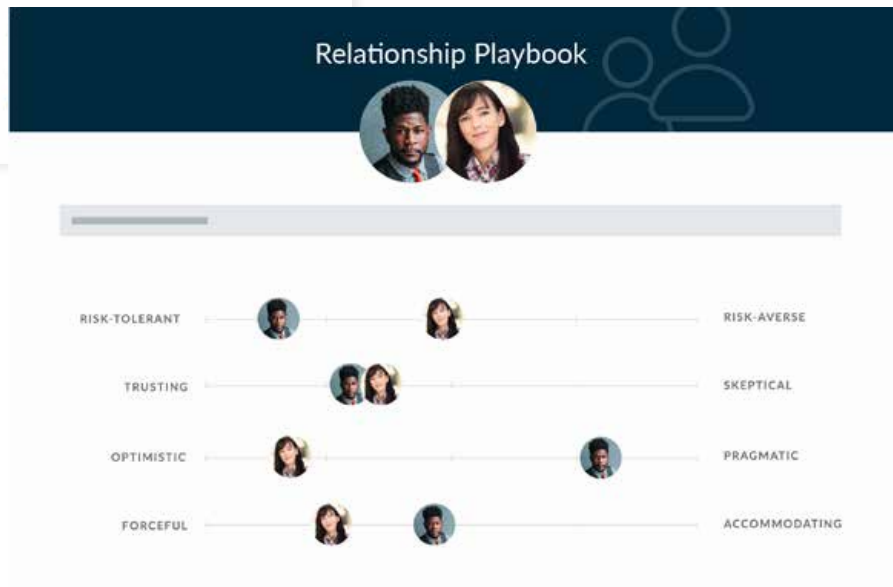 Relationship Playbook
RISK-TOLERANT RISK-AVERSE
TRUSTING SKEPTICAL
OPTIMISTIC PRAGMATIC
FORCEFUL ACCOMMODATING